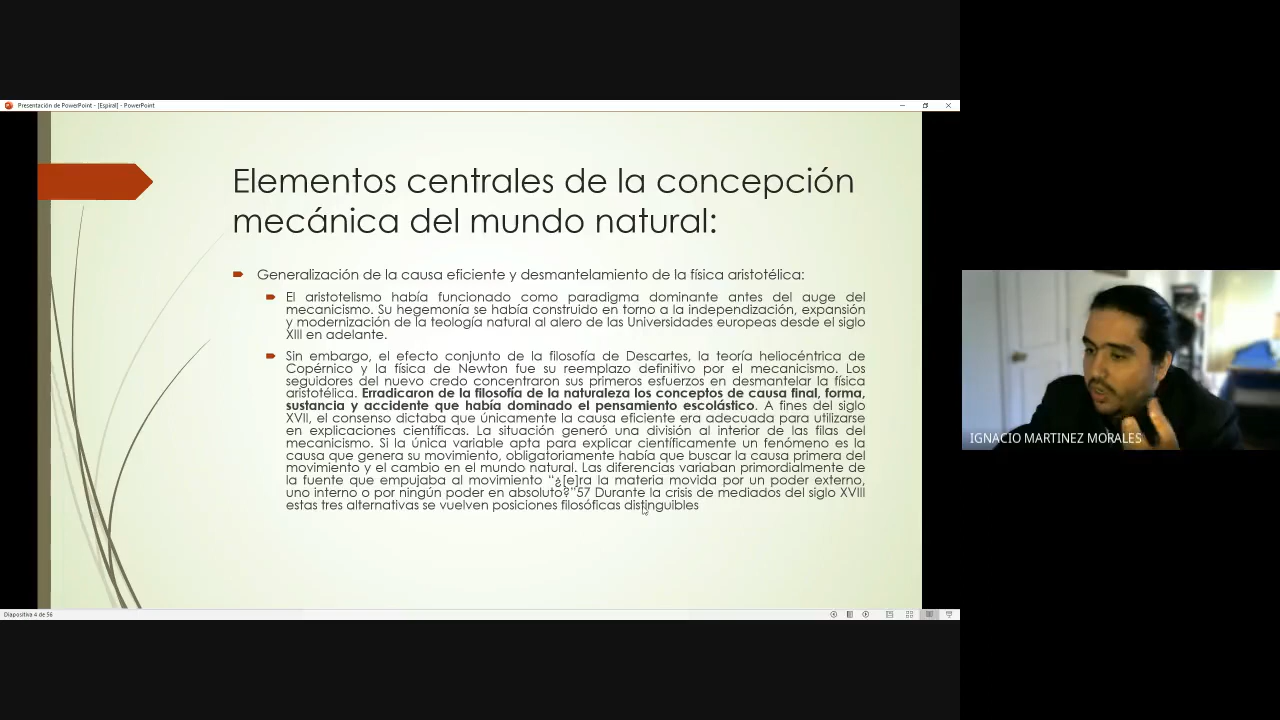 Presentación de PowerPoint - [Espiral] - PowerPoint
Elementos centrales de la concepción
mecánica del mundo natural:
Generalización de la causa eficiente y desmantelamiento de la física aristotélica:
El aristotelismo había funcionado como paradigma dominante antes del auge del
mecanicismo. Su hegemonía se había construido en torno a la independización, expansión
y modernización de la teología natural al alero de las Universidades europeas desde el siglo
XIII en adelante.
Sin embargo, el efecto conjunto de la filosofía de Descartes, la teoría heliocéntrica de
Copérnico y la física de Newton fue su reemplazo definitivo por el mecanicismo. Los
seguidores del nuevo credo concentraron sus primeros esfuerzos en desmantelar la física
aristotélica. Erradicaron de la filosofía de la naturaleza los conceptos de causa final, forma,
sustancia y accidente que había dominado el pensamiento escolástico. A fines del siglo
XVII, el consenso dictaba que únicamente la causa eficiente era adecuada para utilizarse
en explicaciones científicas. La situación generó una división al interior de las filas del
mecanicismo. Si la única variable apta para explicar científicamente un fenómeno es la
causa que genera su movimiento, obligatoriamente había que buscar la causa primera del
movimiento y el cambio en el mundo natural. Las diferencias variaban primordialmente de
la fuente que empujaba al movimiento "¿[e]ra la materia movida por un poder externo,
uno interno o por ningún poder en absoluto?"57 Durante la crisis de mediados del siglo XVIII
estas tres alternativas se vuelven posiciones filosóficas distinguibles
Diapositiva 4 de 56
IGNACIO MARTINEZ MORALES